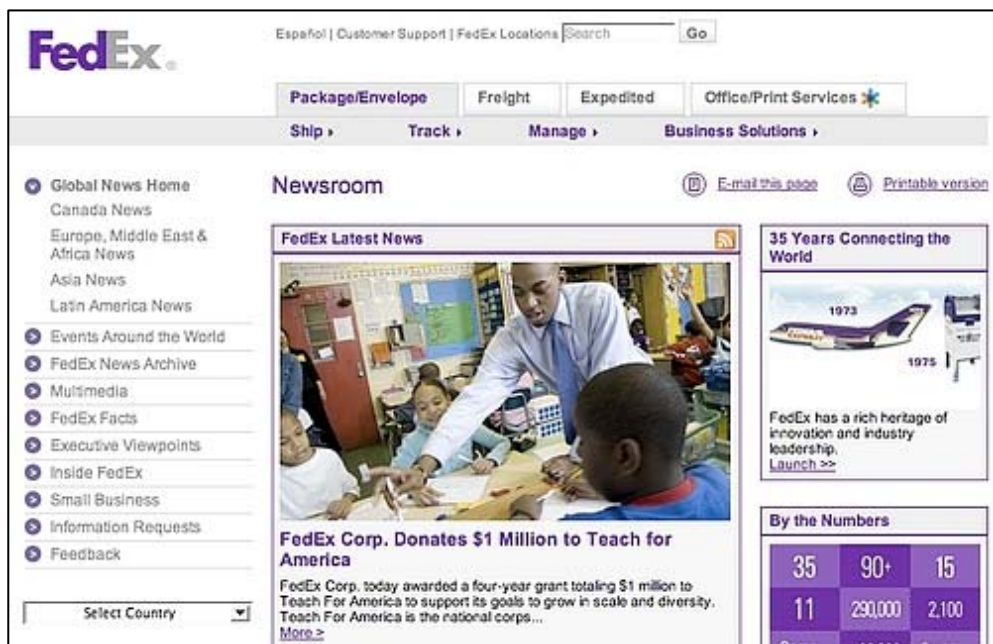 FedEx®
Español | Customer Support | FedEx Locations Search Go
Package/Envelope Freight Expedited Office/Print Services
Ship Track Manage Business Solutions
Global News Home
Canada News
Europe, Middle East &
Africa News
Asia News
Latin America News
Events Around the World
FedEx News Archive
Multimedia
FedEx Facts
Executive Viewpoints
Inside FedEx
Small Business
Information Requests
Feedback
Select Country
Newsroom
E-mail this page Printable version
FedEx Latest News
FedEx Corp. Donates $1 Million to Teach for
America
FedEx Corp. today awarded a four-year grant totaling $1 million to
Teach For America to support its goals to grow in scale and diversity.
Teach For America is the national corps...
More >
35 Years Connecting the
World
1973
1975
FedEx has a rich heritage of
innovation and industry
leadership.
Launch >>
By the Numbers
35 90+ 15
11 290,000 2,100